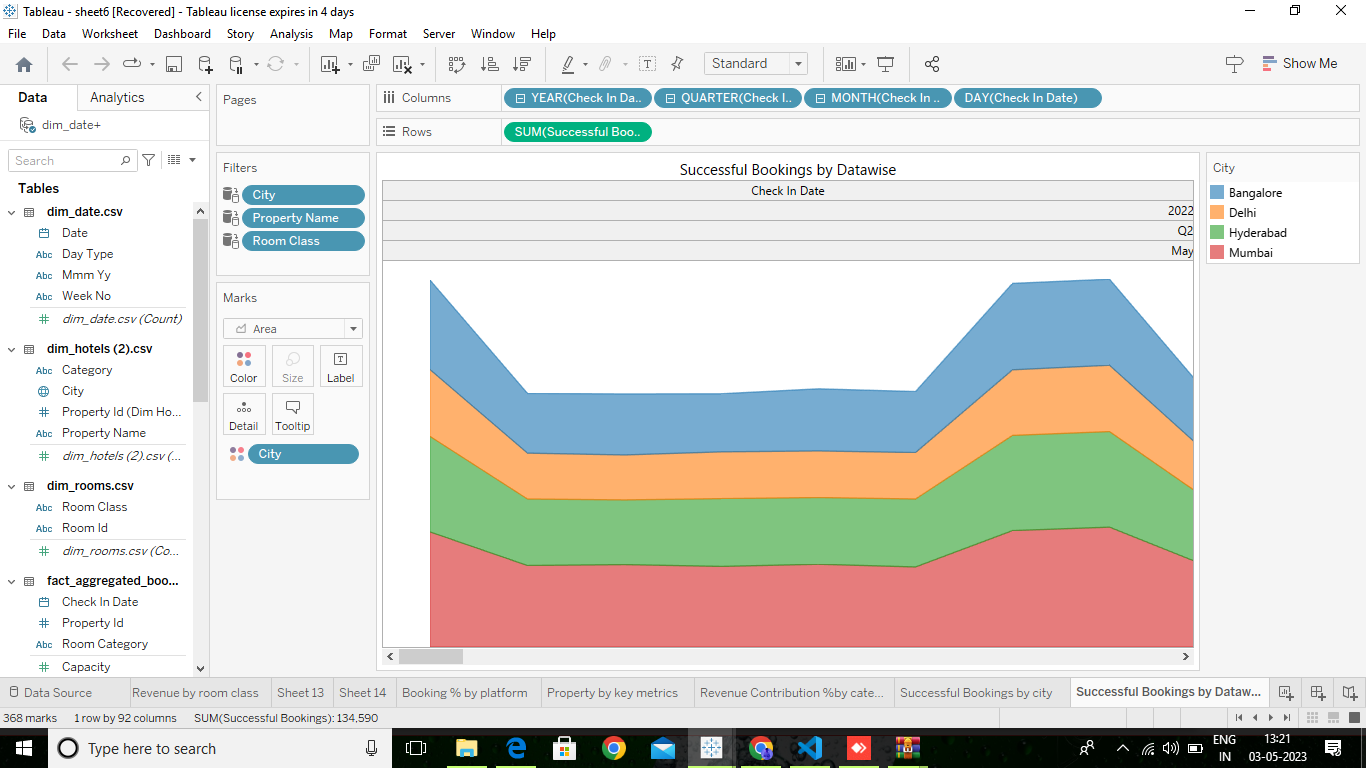 Tableau - sheet6 [Recovered] - Tableau license expires in 4 days
File Data Worksheet Dashboard Story Analysis Map Format Server Window Help
Standard
Show Me
Data Analytics
dim_date+
Search
Tables
dim_date.csv
Date
Abc Day Type
Abc Mmm Yy
Abc Week No
dim_date.csv (Count)
dim_hotels (2).csv
Abc Category
City
Property Id (Dim Ho...
Abc Property Name
dim_hotels (2).csv (...
dim_rooms.csv
Abc Room Class
Abc Room Id
dim_rooms.csv (Co...
fact_aggregated_boo...
Check In Date
Property Id
Abc Room Category
Capacity
Pages
Filters
City
Property Name
Room Class
Marks
Area
Color Size Label
Detail Tooltip
City
Columns YEAR(Check In Da.. QUARTER(Check I.. MONTH(Check In .. DAY(Check In Date)
Rows SUM(Successful Boo..
Successful Bookings by Datawise
Check In Date
2022
Q2
May
City
Bangalore
Delhi
Hyderabad
Mumbai
Data Source Revenue by room class Sheet 13 Sheet 14 Booking % by platform Property by key metrics Revenue Contribution %by cate... Successful Bookings by city Successful Bookings by Dataw...
368 marks 1 row by 92 columns SUM(Successful Bookings): 134,590
Type here to search
ENG
IN
13:21
03-05-2023